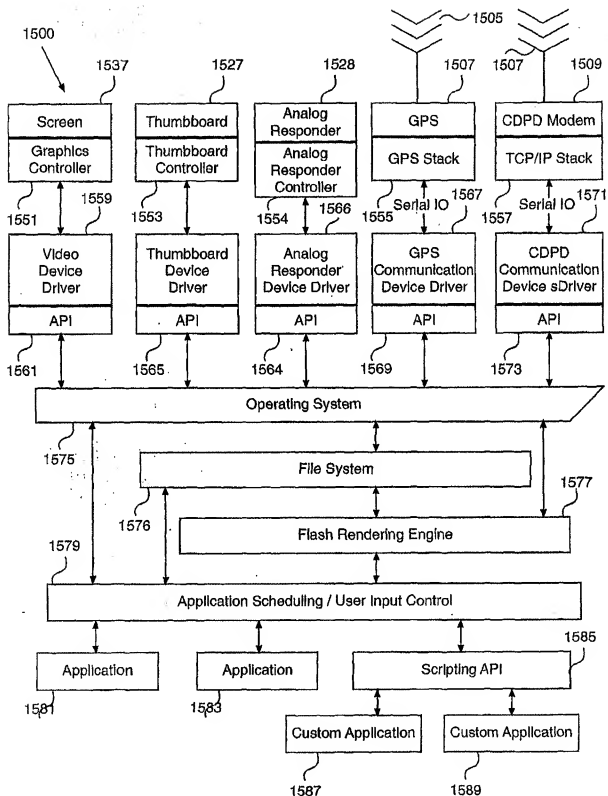 1500
1505
1537
1527
1528
1507
1507
1509
Screen
Thumbboard
Analog
Responder
GPS
CDPD Modem
Graphics
Controller
Thumbboard
Controller
Analog
Responder
Controller
GPS Stack
TCP/IP Stack
1551
1559
1553
1554
1566
1555
Serial IO
1567
1557
Serial IO
1571
Video
Device
Driver
Thumbboard
Device
Driver
Analog
Responder
Device Driver
GPS
Communication
Device Driver
CDPD
Communication
Device sDriver
API
API
API
API
API
1561
1565
1564
1569
1573
Operating System
1575
File System
1576
1577
Flash Rendering Engine
1579
Application Scheduling / User Input Control
1585
Application
Application
Scripting API
1581
1583
Custom Application
Custom Application
1587
1589